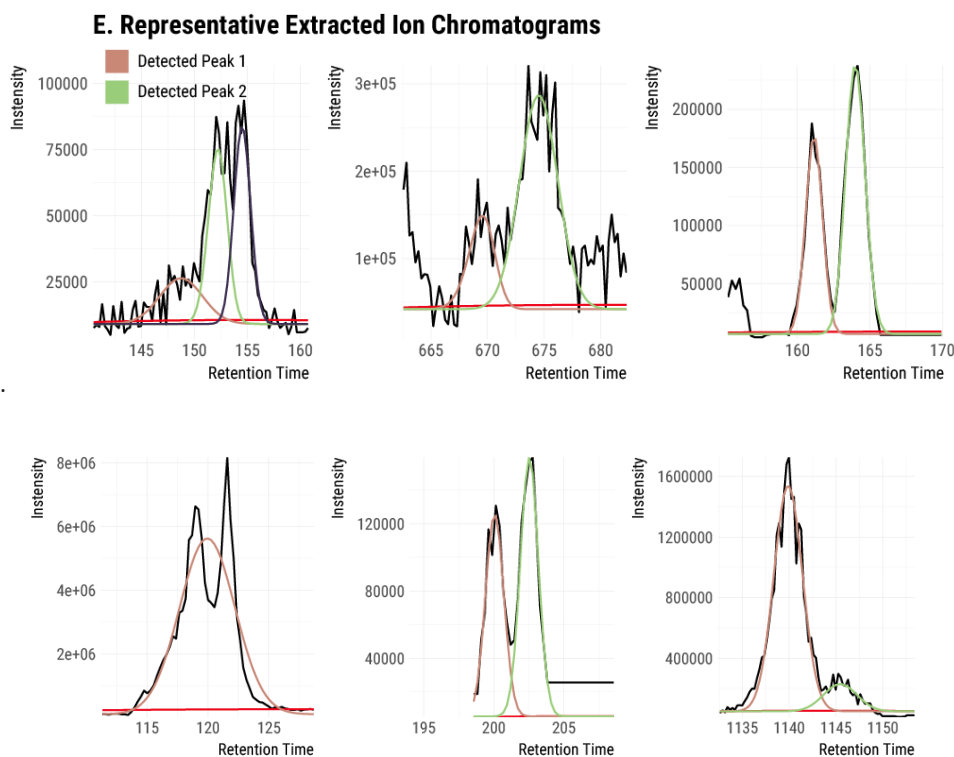 E. Representative Extracted Ion Chromatograms
Detected Peak 1
Detected Peak 2
Instensity
100000
75000
50000
25000
145 150 155 160
Retention Time
Instensity
3e+05
2e+05
1e+05
665 670 675 680
Retention Time
Instensity
200000
150000
100000
50000
160 165 170
Retention Time
.
Instensity
8e+06
6e+06
4e+06
2e+06
115 120 125
Retention Time
Instensity
120000
80000
40000
195 200 205
Retention Time
Instensity
1600000
1200000
800000
400000
1135 1140 1145 1150
Retention Time